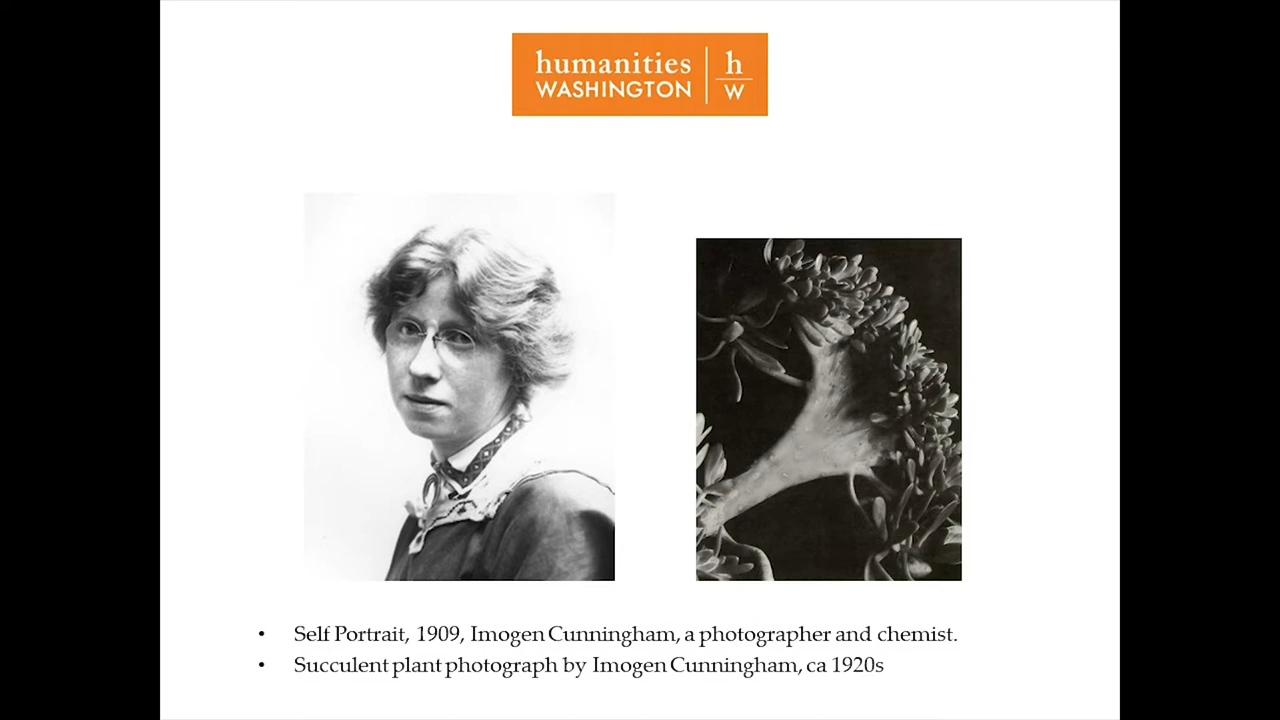 humanities
WASHINGTON
h
w
• Self Portrait, 1909, Imogen Cunningham, a photographer and chemist.
• Succulent plant photograph by Imogen Cunningham, ca 1920s